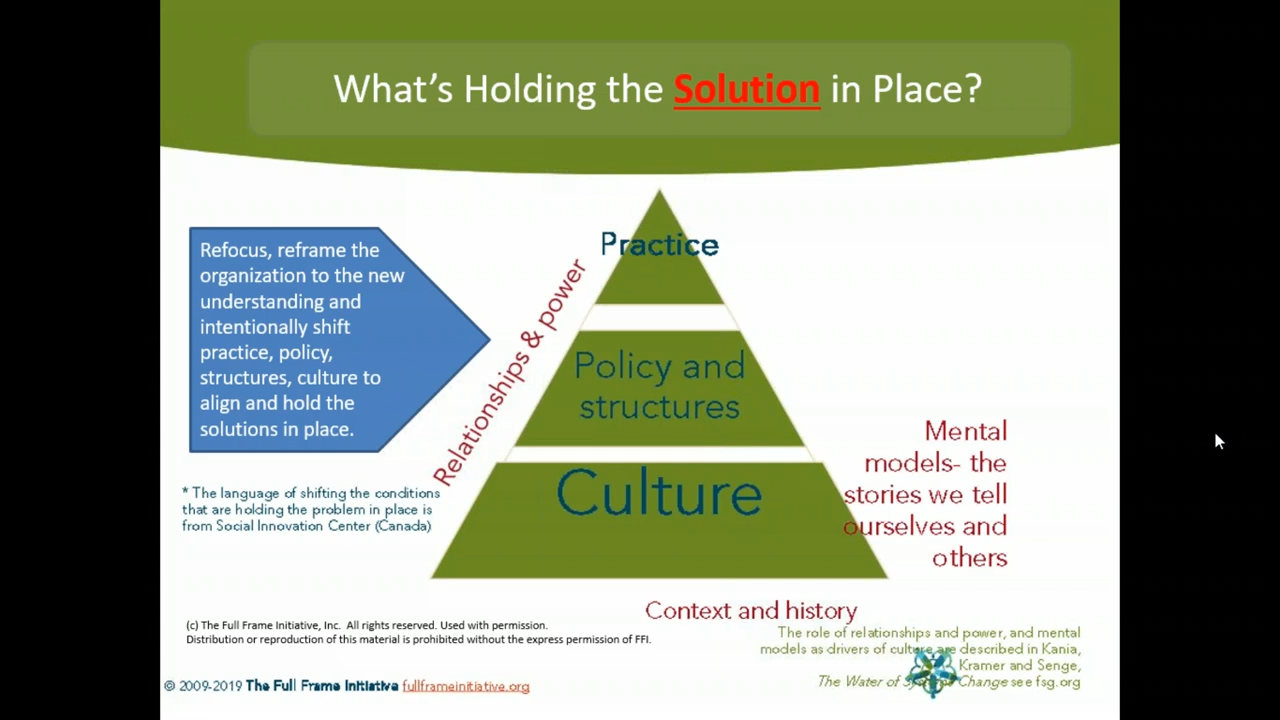 What's Holding the Solution in Place?
Refocus, reframe the
organization to the new
understanding and
intentionally shift
practice, policy,
structures, culture to
align and hold the
solutions in place.
* The language of shifting the conditions
that are holding the problem in place is
from Social Innovation Center (Canada)
Relationships & power
Practice
Policy and
structures
Culture
Mental
models- the
stories we tell
ourselves and
others
Context and history
(c) The Full Frame Initiative, Inc. All rights reserved. Used with permission.
Distribution or reproduction of this material is prohibited without the express permission of FFI.
The role of relationships and power, and mental
models as drivers of culture are described in Kania,
Kramer and Senge,
The Water of Systems Change see fsg.org
© 2009-2019 The Full Frame Initiative fullframeinitiative.org